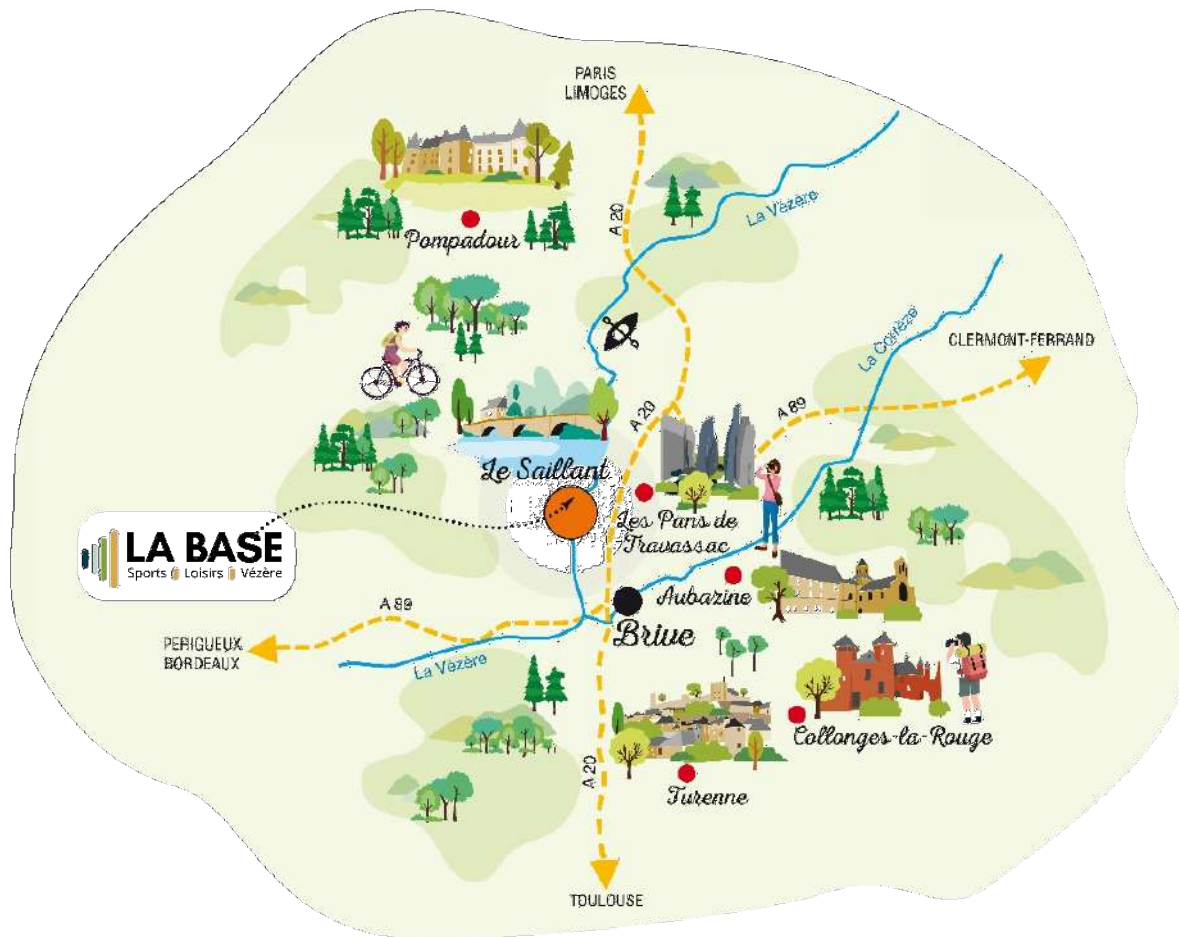 PARIS
LIMOGES
A 20
La Vézère
Pompadour
La Corrèze
CLERMONT-FERRAND
A 20
A 89
Le Saillant
Les Pans de
Travassac
LA BASE
Sports Loisirs Vézère
A 89
Aubazine
Brive
PERIGUEUX
BORDEAUX
La Vézère
Collonges-la-Rouge
A 20
Turenne
TOULOUSE